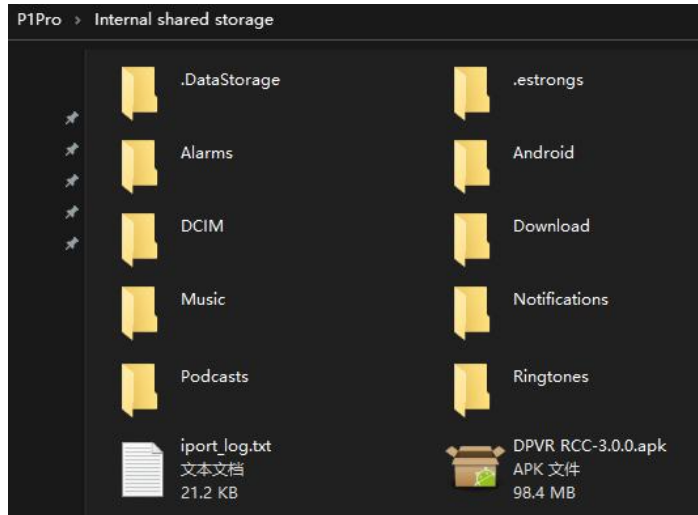 P1Pro > Internal shared storage
.DataStorage
.estrongs
Alarms
Android
DCIM
Download
Music
Notifications
Podcasts
Ringtones
iport_log.txt
文本文档
21.2 KB
DPVR RCC-3.0.0.apk
APK 文件
98.4 MB